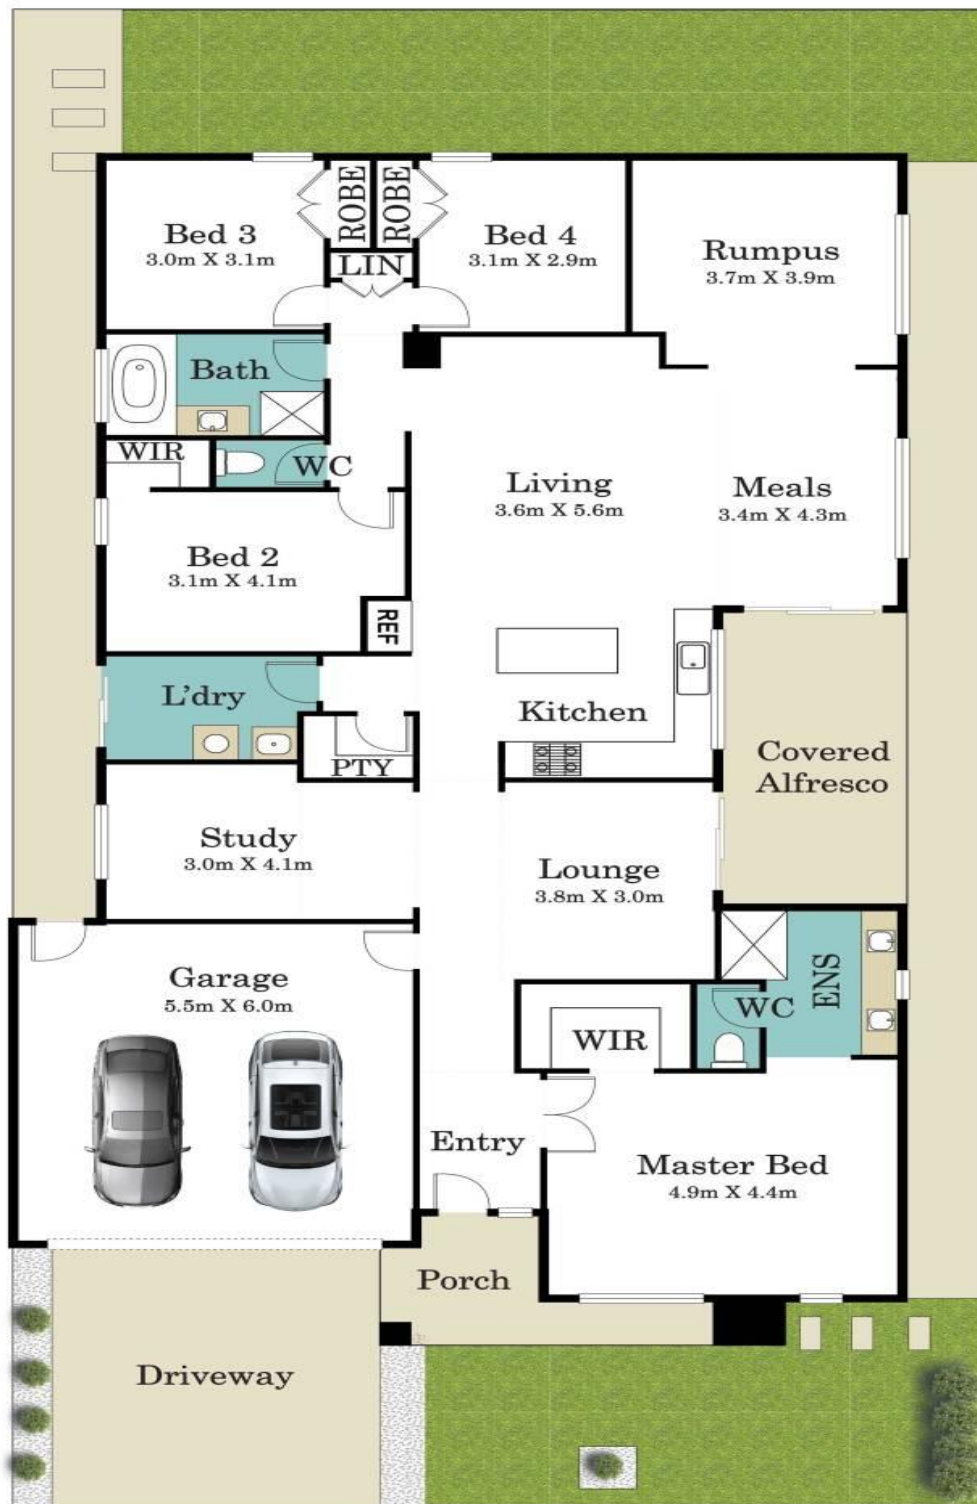 Bed 3
3.0m X 3.1m
ROBE
ROBE
Bed 4
3.1m X 2.9m
Rumpus
3.7m X 3.9m
LIN
Bath
WIR
WC
Living
3.6m X 5.6m
Meals
3.4m X 4.3m
Bed 2
3.1m X 4.1m
REF
L'dry
Kitchen
PTY
Covered
Alfresco
Study
3.0m X 4.1m
Lounge
3.8m X 3.0m
Garage
5.5m X 6.0m
WC
ENS
WIR
Entry
Master Bed
4.9m X 4.4m
Porch
Driveway